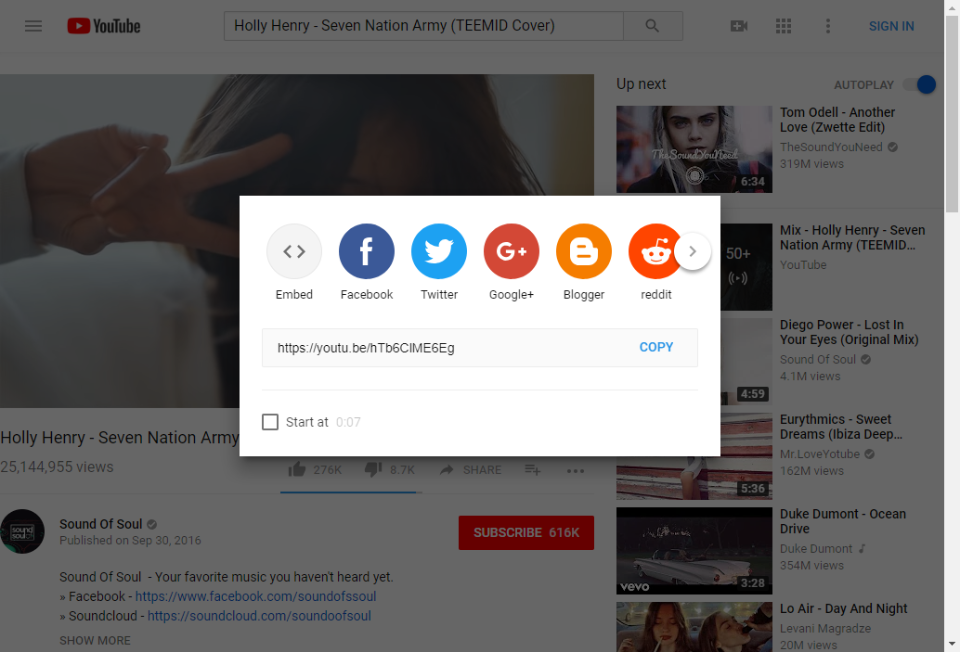 YouTube
Holly Henry - Seven Nation Army (TEEMID Cover)
SIGN IN
Up next
AUTOPLAY
TheSoundYouNeed
6:34
Tom Odell - Another
Love (Zwette Edit)
TheSoundYouNeed
319M views
50+
Mix - Holly Henry - Seven
Nation Army (TEEMID...
YouTube
4:59
Diego Power - Lost In
Your Eyes (Original Mix)
Sound Of Soul
4.1M views
5:36
Eurythmics - Sweet
Dreams (Ibiza Deep...
Mr.LoveYotube
162M views
vevo
3:28
Duke Dumont - Ocean
Drive
Duke Dumont
354M views
Lo Air - Day And Night
Levani Magradze
20M views
Embed
Facebook
Twitter
Google+
Blogger
reddit
https://youtu.be/hTb6ClME6Eg
COPY
Start at 0:07
Holly Henry - Seven Nation Army
25,144,955 views
276K
8.7K
SHARE
sound
soul
Sound Of Soul
Published on Sep 30, 2016
SUBSCRIBE 616K
Sound Of Soul - Your favorite music you haven't heard yet.
» Facebook - https://www.facebook.com/soundofssoul
» Soundcloud - https://soundcloud.com/soundoofsoul
SHOW MORE